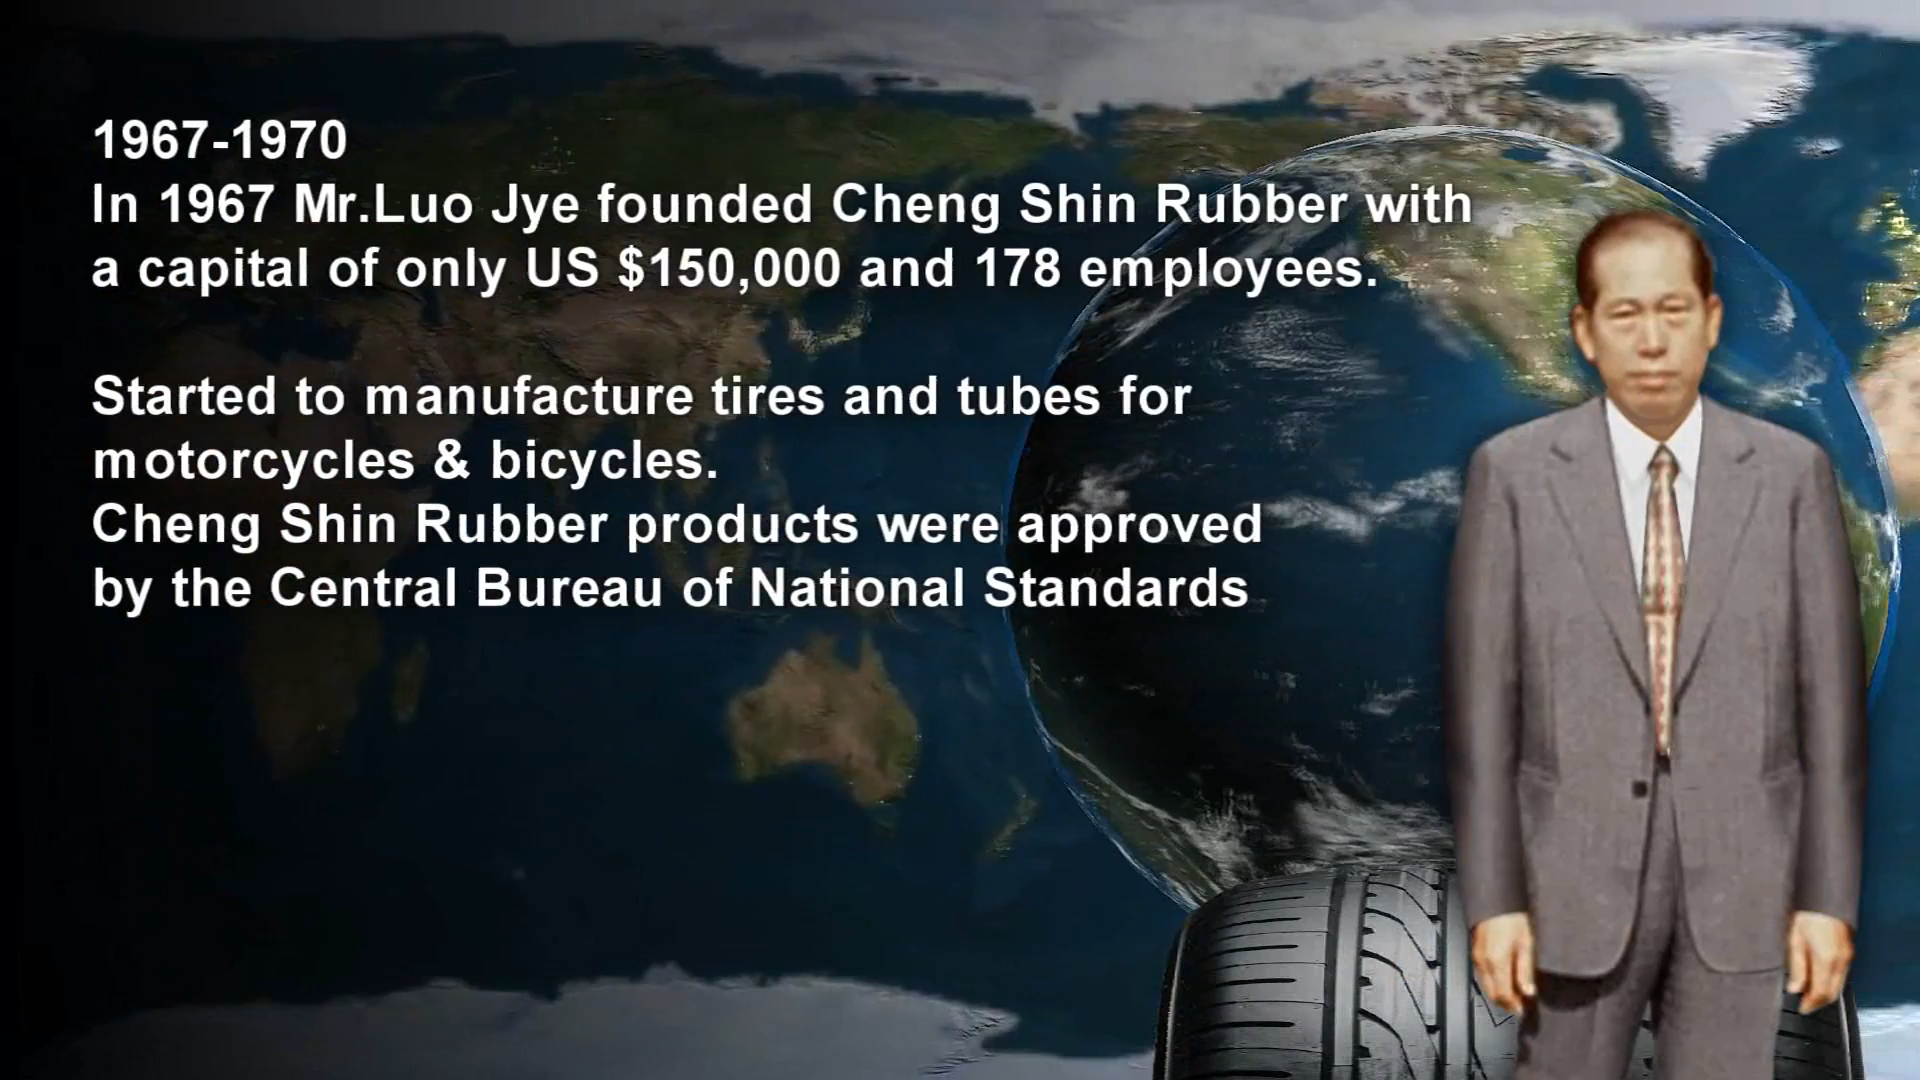 1967-1970
In 1967 Mr.Luo Jye founded Cheng Shin Rubber with
a capital of only US $150,000 and 178 employees.
Started to manufacture tires and tubes for
motorcycles & bicycles.
Cheng Shin Rubber products were approved
by the Central Bureau of National Standards